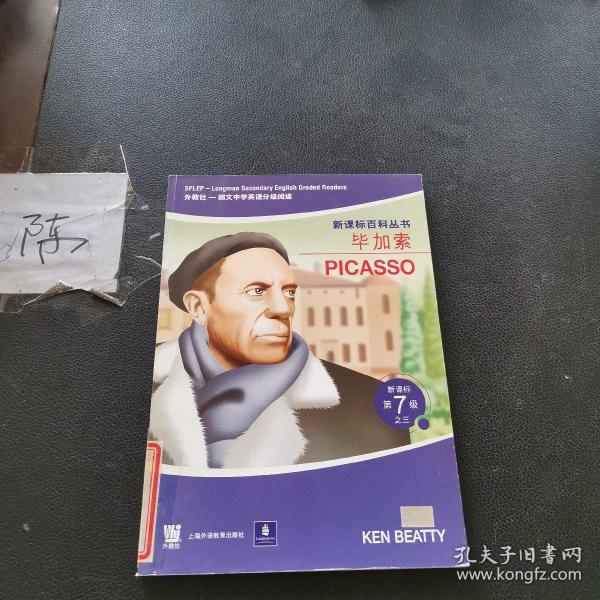 SFLEP – Longman Secondary English Graded Readers
外教社 — 朗文中学英语分级阅读
新课标百科丛书
毕加索
PICASSO
陈
新课标
第7级
之三
外教社
上海外语教育出版社
Longman
KEN BEATTY
孔夫子旧书网
www.kongfz.com